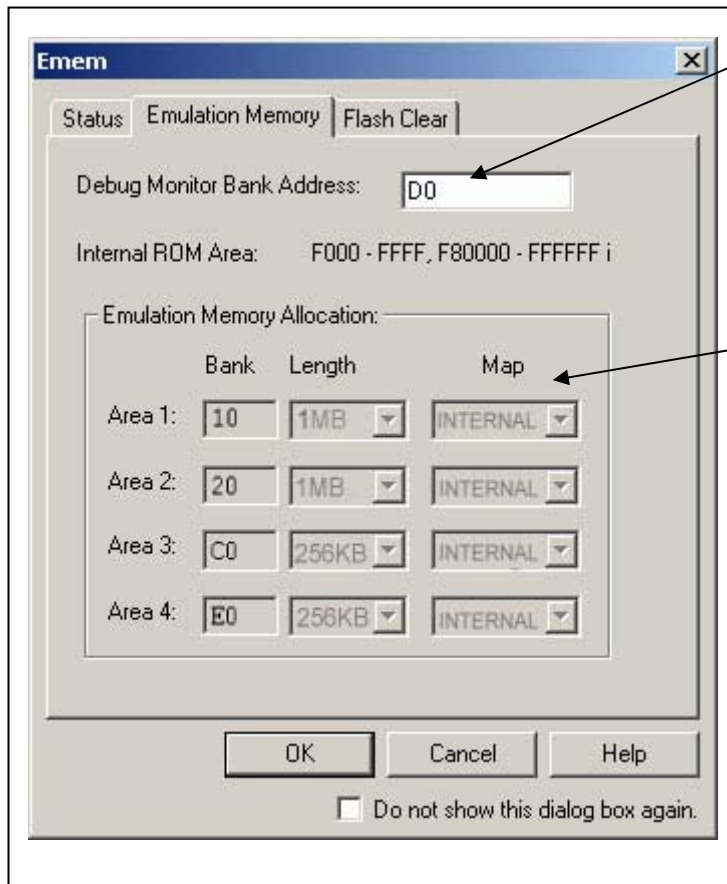 Emem
Status Emulation Memory Flash Clear
Debug Monitor Bank Address: D0
Internal ROM Area: F000 - FFFF, F80000 - FFFFFF i
Emulation Memory Allocation:
Bank Length Map
Area 1: 10 1MB INTERNAL
Area 2: 20 1MB INTERNAL
Area 3: C0 256KB INTERNAL
Area 4: E0 256KB INTERNAL
OK Cancel Help
Do not show this dialog box again.